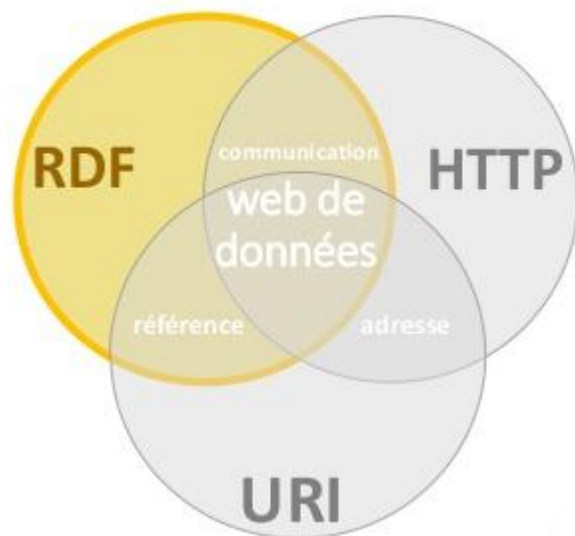 communication
RDF
HTTP
web de
données
référence
adresse
URI